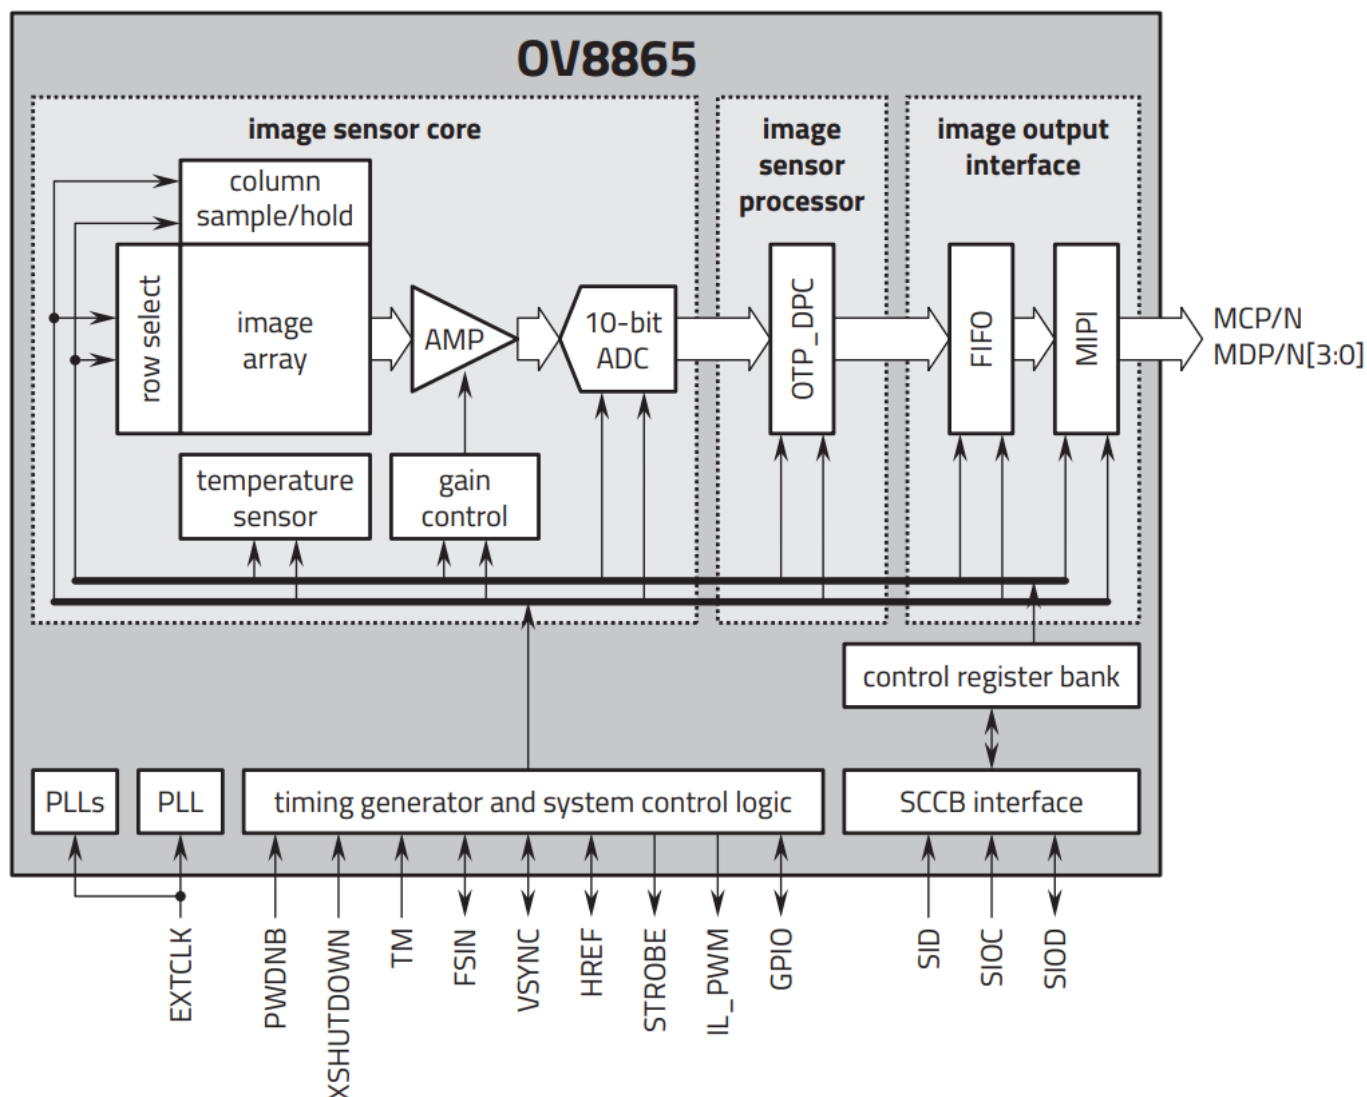 OV8865
image sensor core
image
sensor
processor
image output
interface
column
sample/hold
row select
image
array
AMP
10-bit
ADC
OTP_DPC
FIFO
MIPI
MCP/N
MDP/N[3:0]
temperature
sensor
gain
control
control register bank
PLLs
PLL
timing generator and system control logic
SCCB interface
EXTCLK
PWDNB
XSHUTDOWN
TM
FSIN
VSYNC
HREF
STROBE
IL_PWM
GPIO
SID
SIOC
SIOD